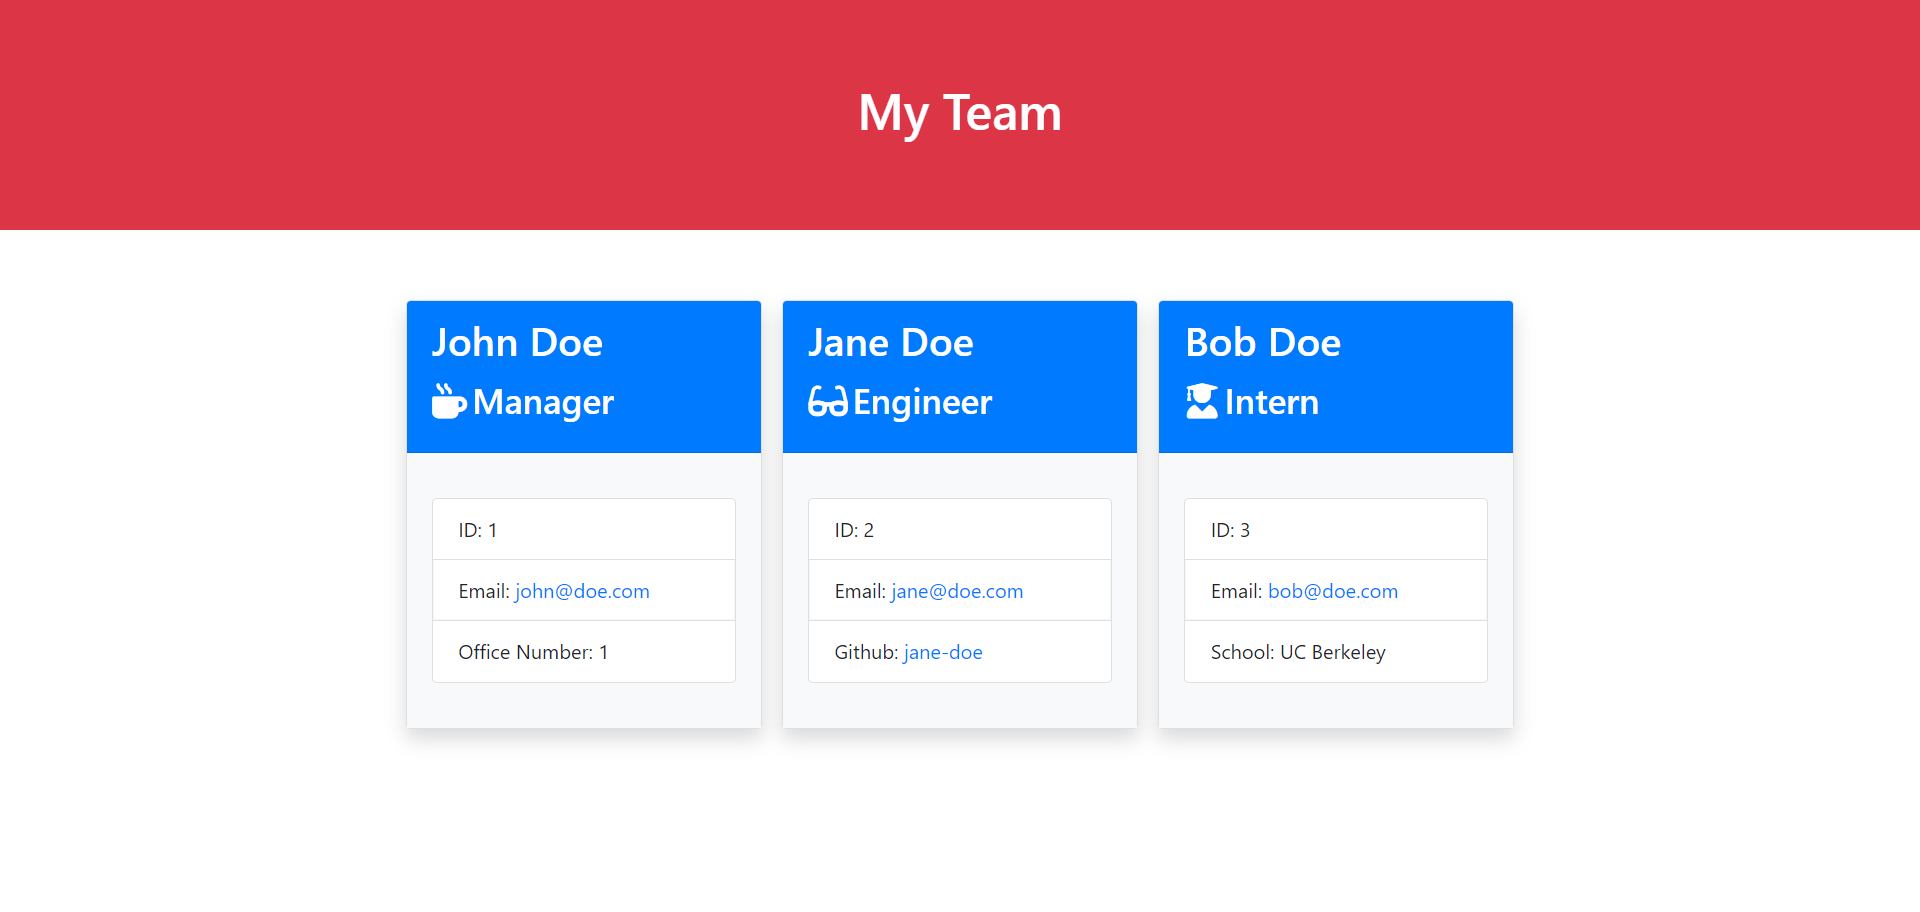 My Team
John Doe
Manager
ID: 1
Email: john@doe.com
Office Number: 1
Jane Doe
Engineer
ID: 2
Email: jane@doe.com
Github: jane-doe
Bob Doe
Intern
ID: 3
Email: bob@doe.com
School: UC Berkeley